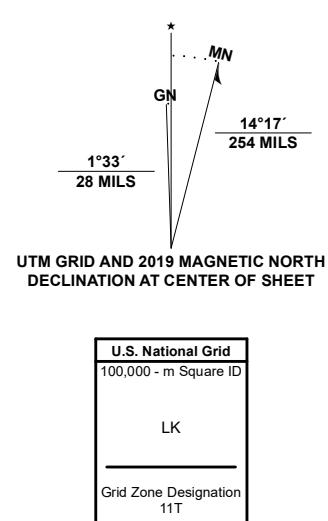 ★
MN
GN
14°17´
254 MILS
1°33´
28 MILS
UTM GRID AND 2019 MAGNETIC NORTH
DECLINATION AT CENTER OF SHEET
U.S. National Grid
100,000 - m Square ID
LK
Grid Zone Designation
11T